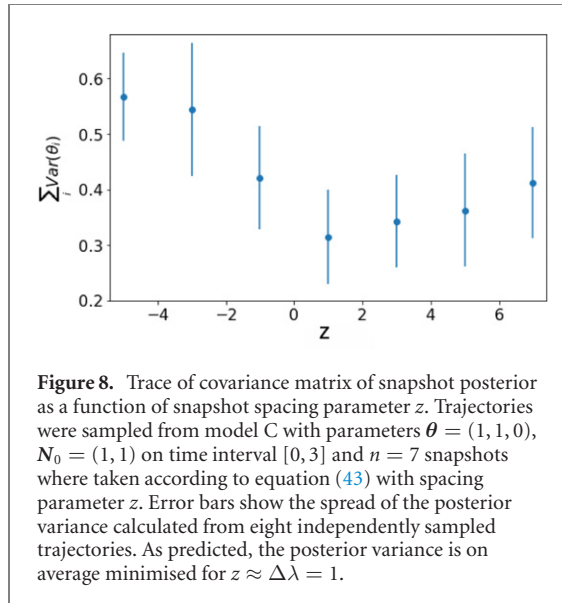 0.6
0.5
0.4
0.3
0.2
∑ᵢVar(θᵢ)
−4 −2 0 2 4 6
z
Figure 8. Trace of covariance matrix of snapshot posterior
as a function of snapshot spacing parameter z. Trajectories
were sampled from model C with parameters θ = (1, 1, 0),
N₀ = (1, 1) on time interval [0, 3] and n = 7 snapshots
where taken according to equation (43) with spacing
parameter z. Error bars show the spread of the posterior
variance calculated from eight independently sampled
trajectories. As predicted, the posterior variance is on
average minimised for z ≈ Δλ = 1.